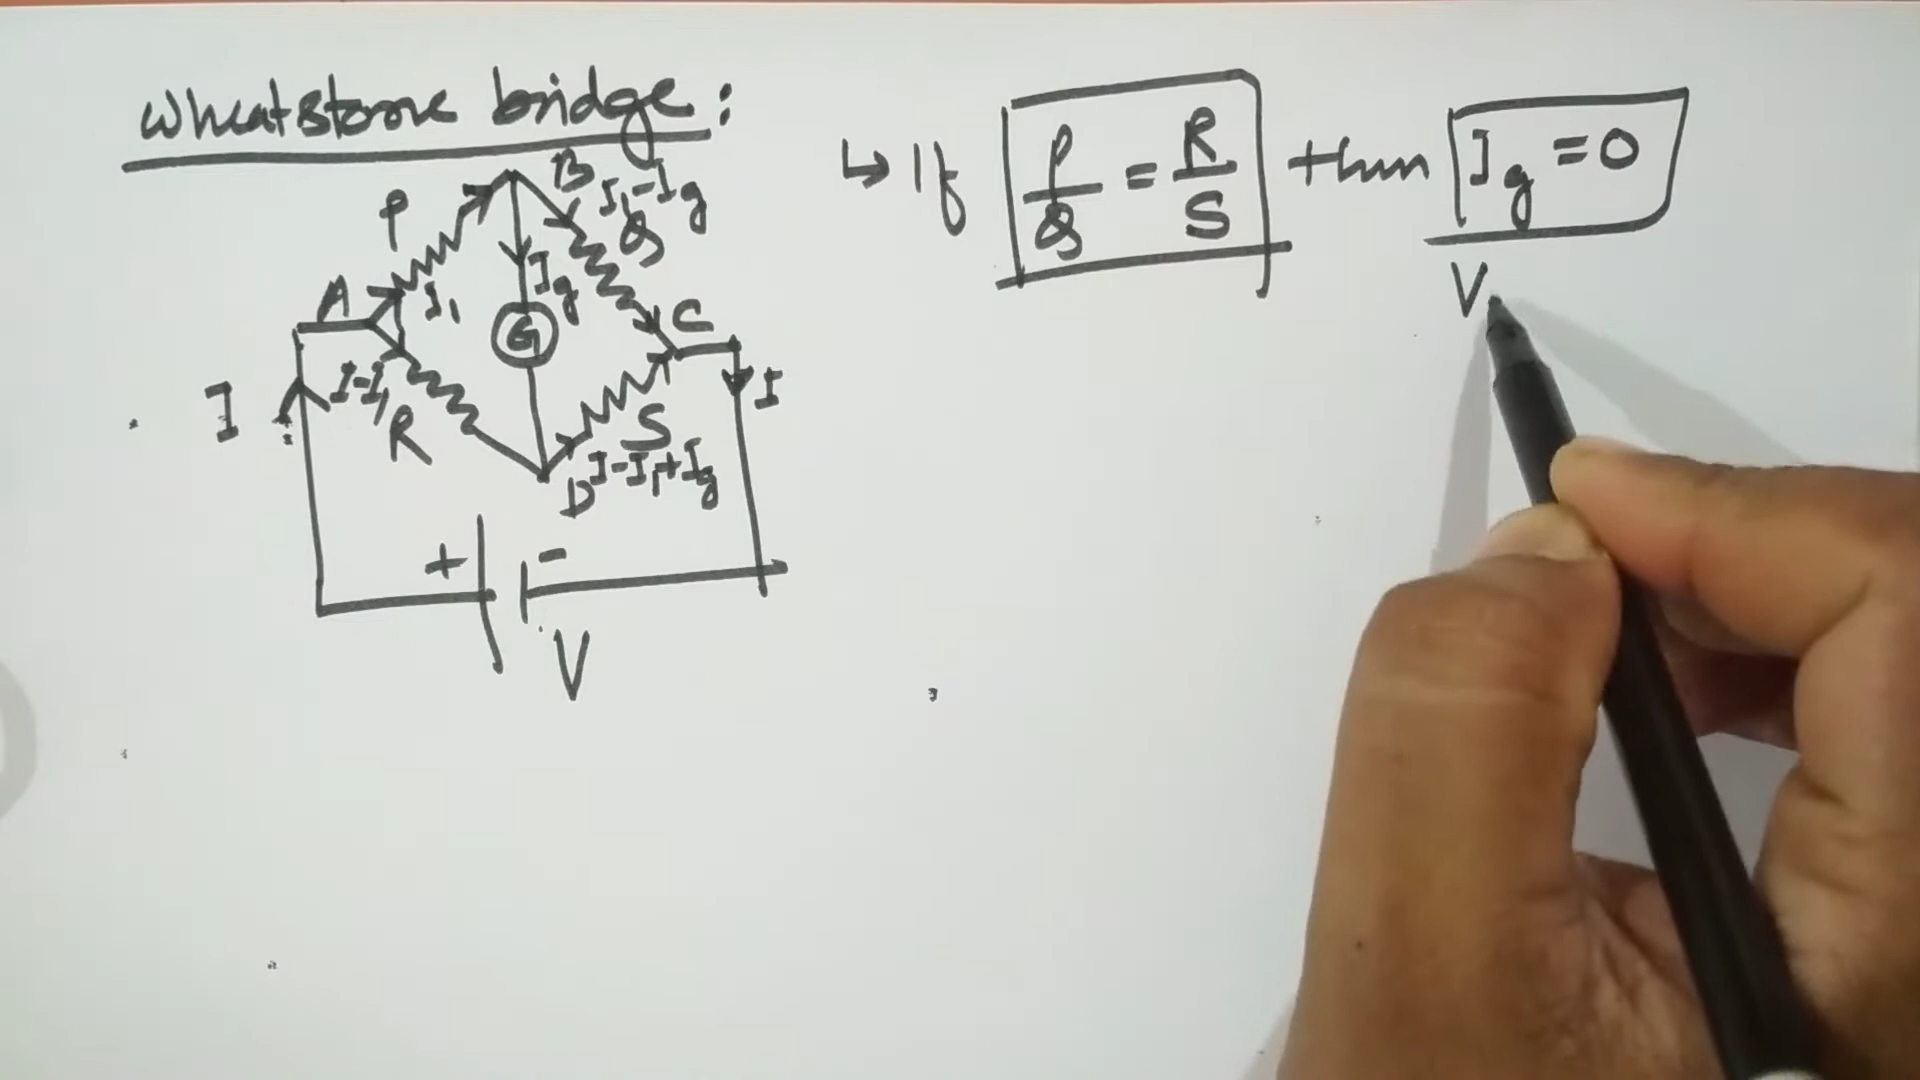 Wheatstone bridge :
↳ If P/Q = R/S then Ig = 0
V
B
I1-Ig
P
Q
A
I1
Ig
G
C
I
I-I1
R
I
S
D
I-I1+Ig
+ -
V